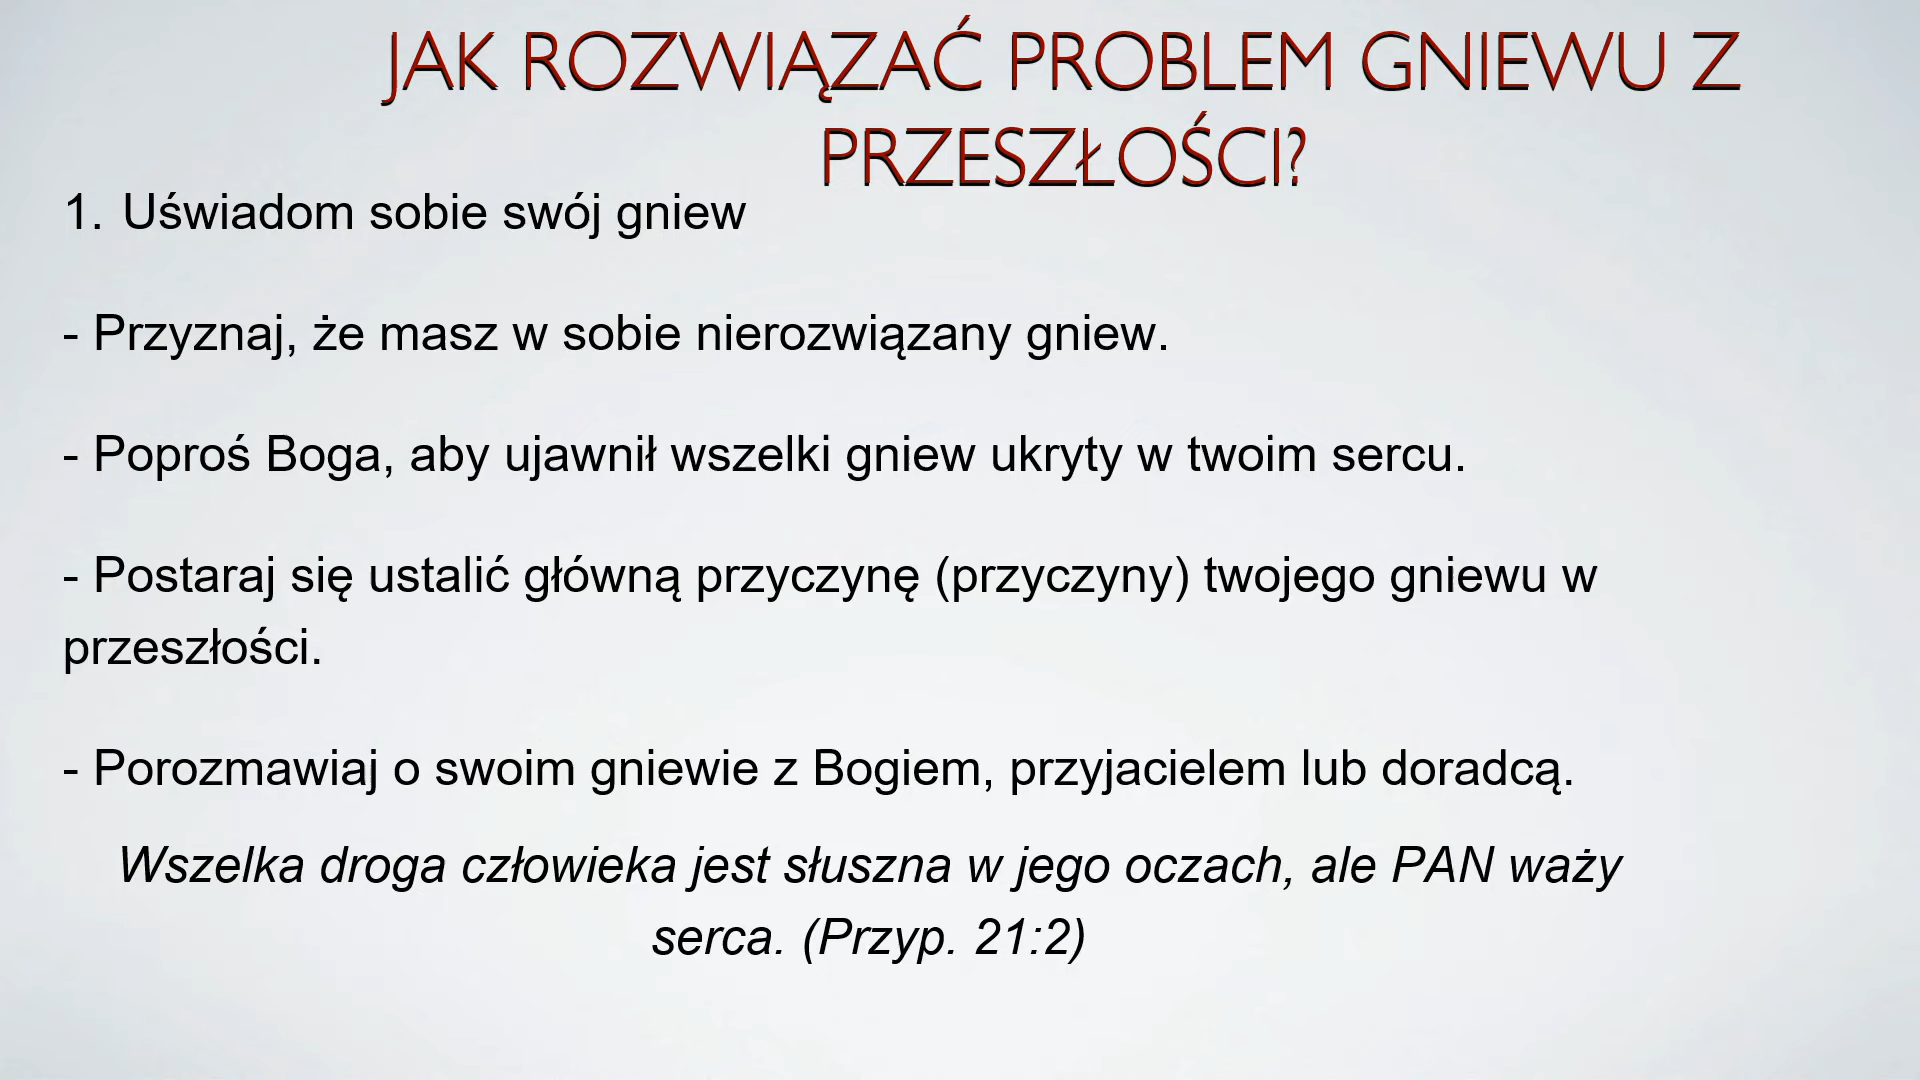 JAK ROZWIĄZAĆ PROBLEM GNIEWU Z
PRZESZŁOŚCI?
1. Uświadom sobie swój gniew
- Przyznaj, że masz w sobie nierozwiązany gniew.
- Poproś Boga, aby ujawnił wszelki gniew ukryty w twoim sercu.
- Postaraj się ustalić główną przyczynę (przyczyny) twojego gniewu w
przeszłości.
- Porozmawiaj o swoim gniewie z Bogiem, przyjacielem lub doradcą.
Wszelka droga człowieka jest słuszna w jego oczach, ale PAN waży
serca. (Przyp. 21:2)